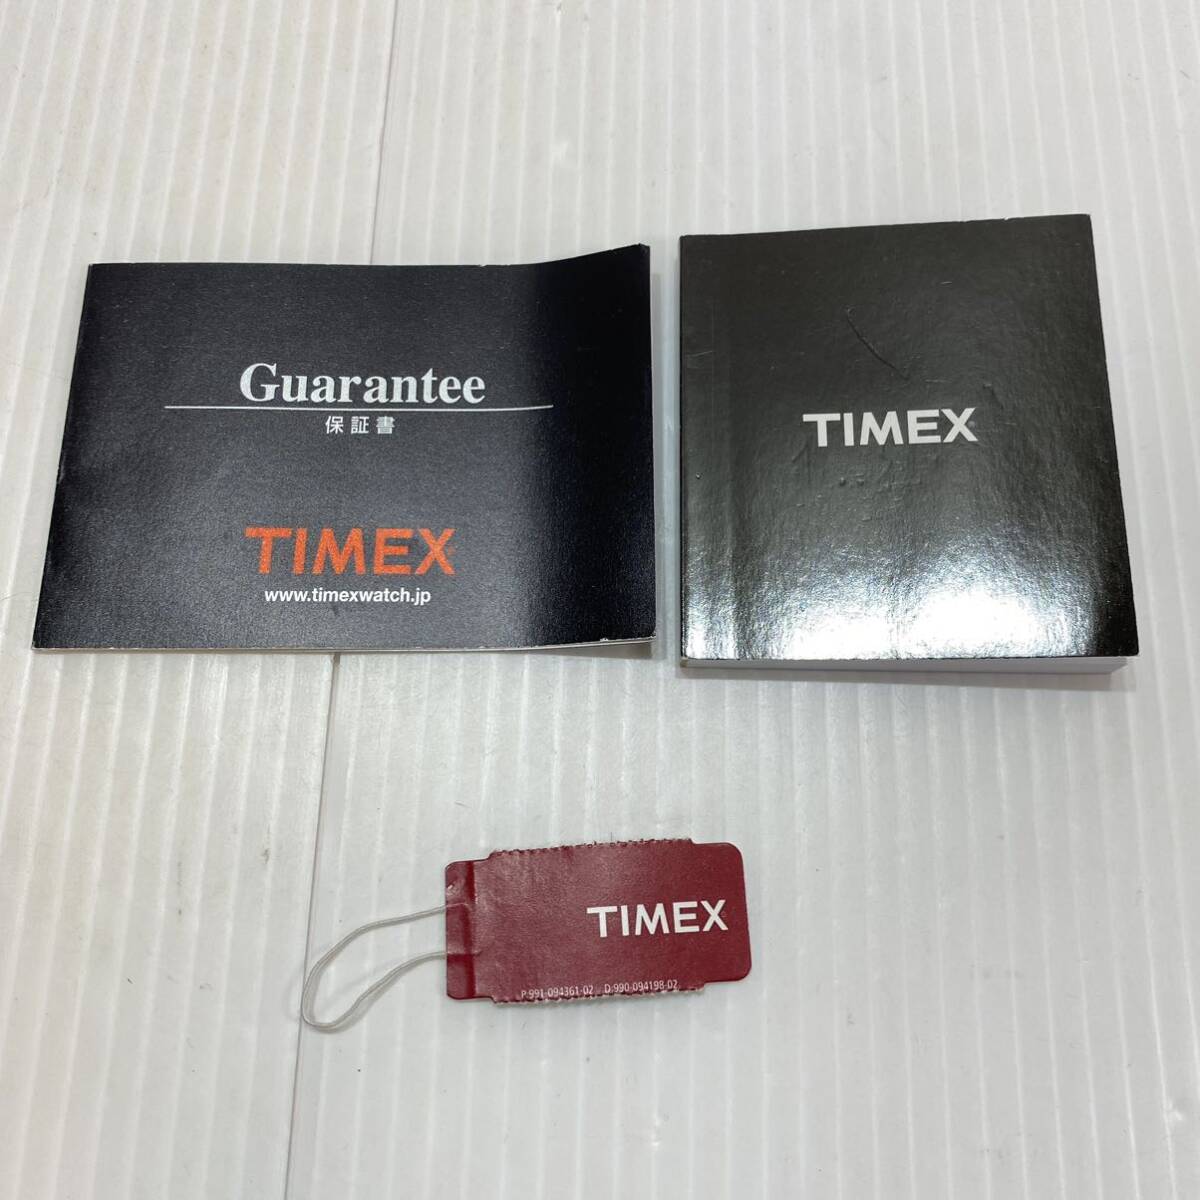 Guarantee
保証書
TIMEX
www.timexwatch.jp
TIMEX
TIMEX
P:991-094361-02 D:990-094198-02